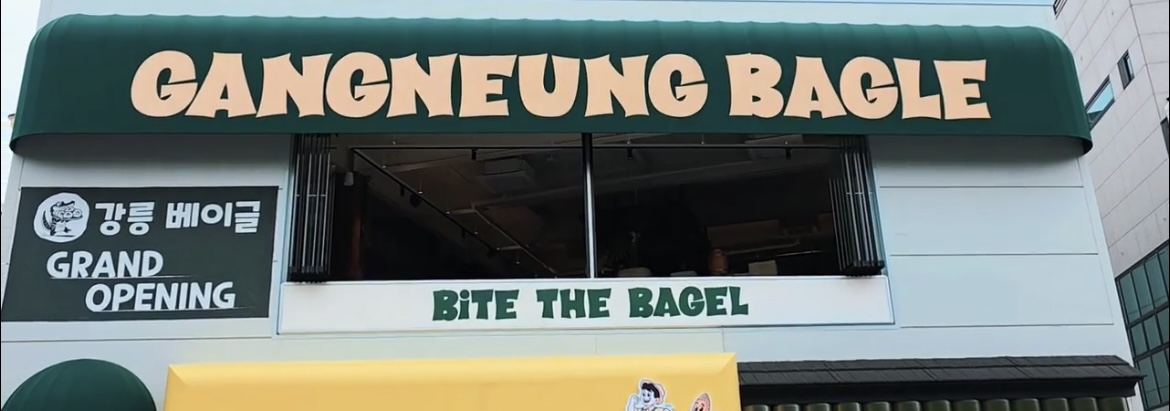 GANGNEUNG BAGLE
강릉 베이글
GRAND
OPENING
BiTE THE BAGEL